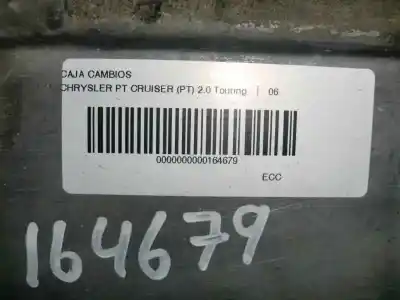 CAJA CAMBIOS
CHRYSLER PT CRUISER (PT) 2.0 Touring | 06
0000000000164679
ECC
164679